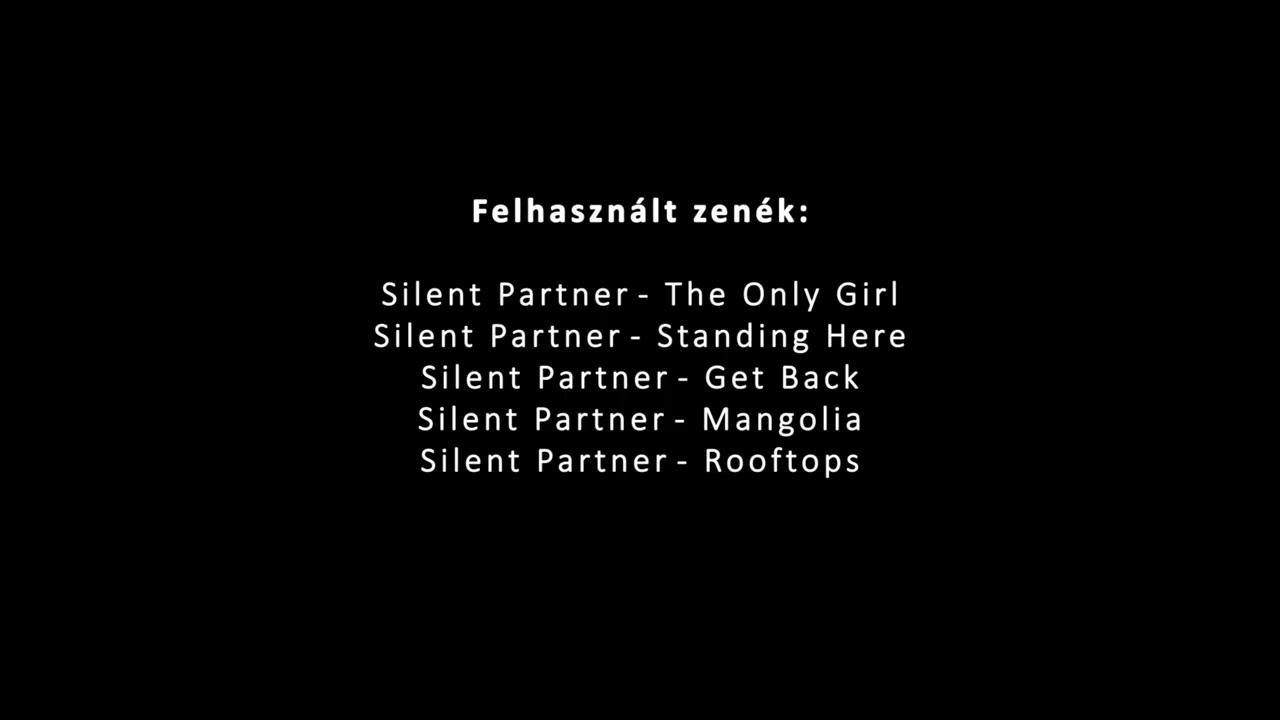 Felhasznált zenék:
Silent Partner - The Only Girl
Silent Partner - Standing Here
Silent Partner - Get Back
Silent Partner - Mangolia
Silent Partner - Rooftops